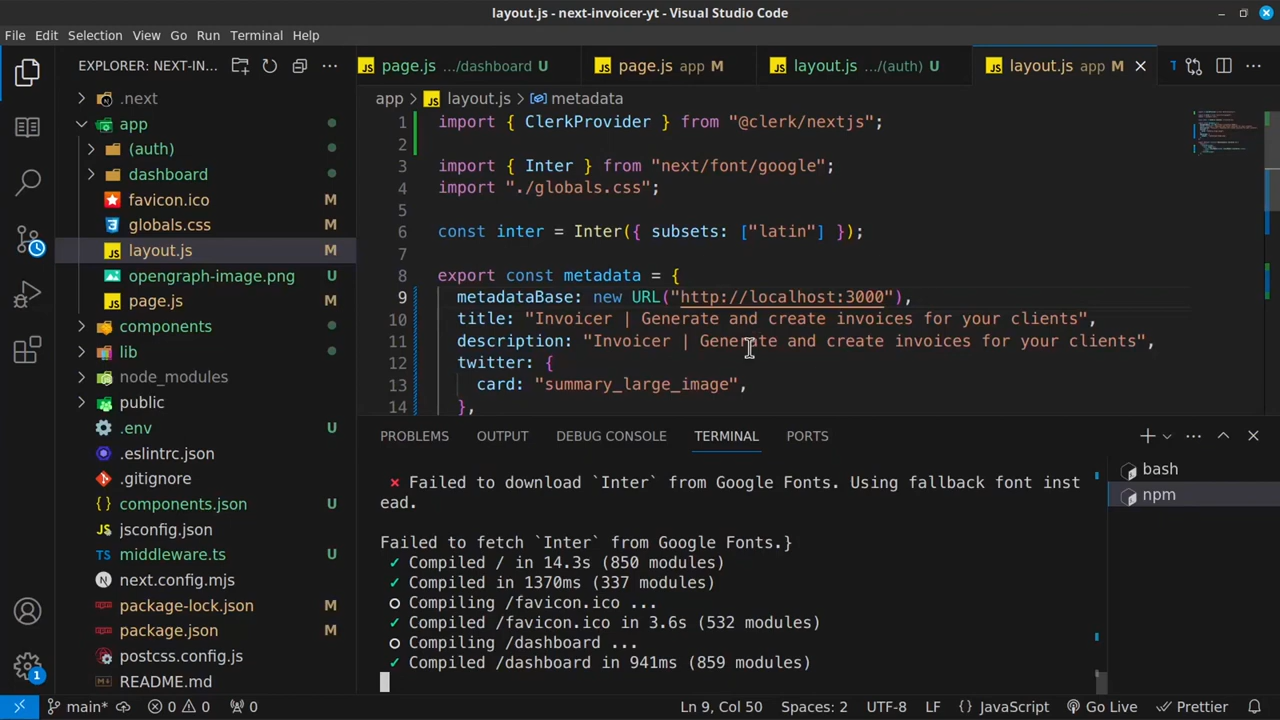 layout.js - next-invoicer-yt - Visual Studio Code
File Edit Selection View Go Run Terminal Help
EXPLORER: NEXT-IN...
page.js .../dashboard U
page.js app M
layout.js .../(auth) U
layout.js app M
app > layout.js > metadata
.next
app
(auth)
dashboard
favicon.ico M
globals.css M
layout.js M
opengraph-image.png U
page.js M
components
lib
node_modules
public
.env U
.eslintrc.json
.gitignore
components.json U
jsconfig.json
middleware.ts U
next.config.mjs
package-lock.json M
package.json M
postcss.config.js
README.md
1 import { ClerkProvider } from "@clerk/nextjs";
2
3 import { Inter } from "next/font/google";
4 import "./globals.css";
5
6 const inter = Inter({ subsets: ["latin"] });
7
8 export const metadata = {
9 metadataBase: new URL("http://localhost:3000"),
10 title: "Invoicer | Generate and create invoices for your clients",
11 description: "Invoicer | Generate and create invoices for your clients",
12 twitter: {
13 card: "summary_large_image",
14 },
PROBLEMS OUTPUT DEBUG CONSOLE TERMINAL PORTS
⨯ Failed to download `Inter` from Google Fonts. Using fallback font inst
ead.
Failed to fetch `Inter` from Google Fonts.}
✓ Compiled / in 14.3s (850 modules)
✓ Compiled in 1370ms (337 modules)
○ Compiling /favicon.ico ...
✓ Compiled /favicon.ico in 3.6s (532 modules)
○ Compiling /dashboard ...
✓ Compiled /dashboard in 941ms (859 modules)
bash
npm
1
main* 0 0 0 Ln 9, Col 50 Spaces: 2 UTF-8 LF {} JavaScript Go Live Prettier